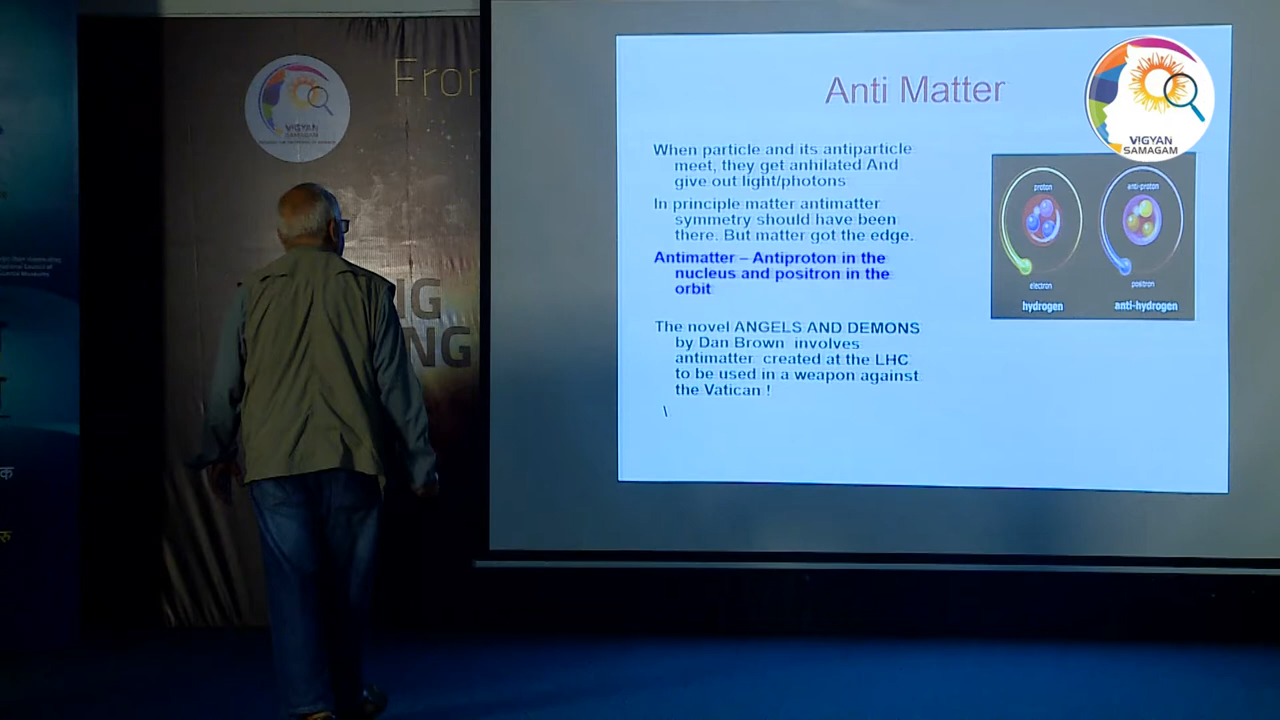 From
VIGYAN
SAMAGAM
IG
NG
Anti Matter
VIGYAN
SAMAGAM
When particle and its antiparticle
meet, they get anhilated And
give out light/photons
In principle matter antimatter
symmetry should have been
there. But matter got the edge.
Antimatter – Antiproton in the
nucleus and positron in the
orbit
The novel ANGELS AND DEMONS
by Dan Brown involves
antimatter created at the LHC
to be used in a weapon against
the Vatican !
\
proton
anti-proton
electron
positron
hydrogen
anti-hydrogen
क
रु